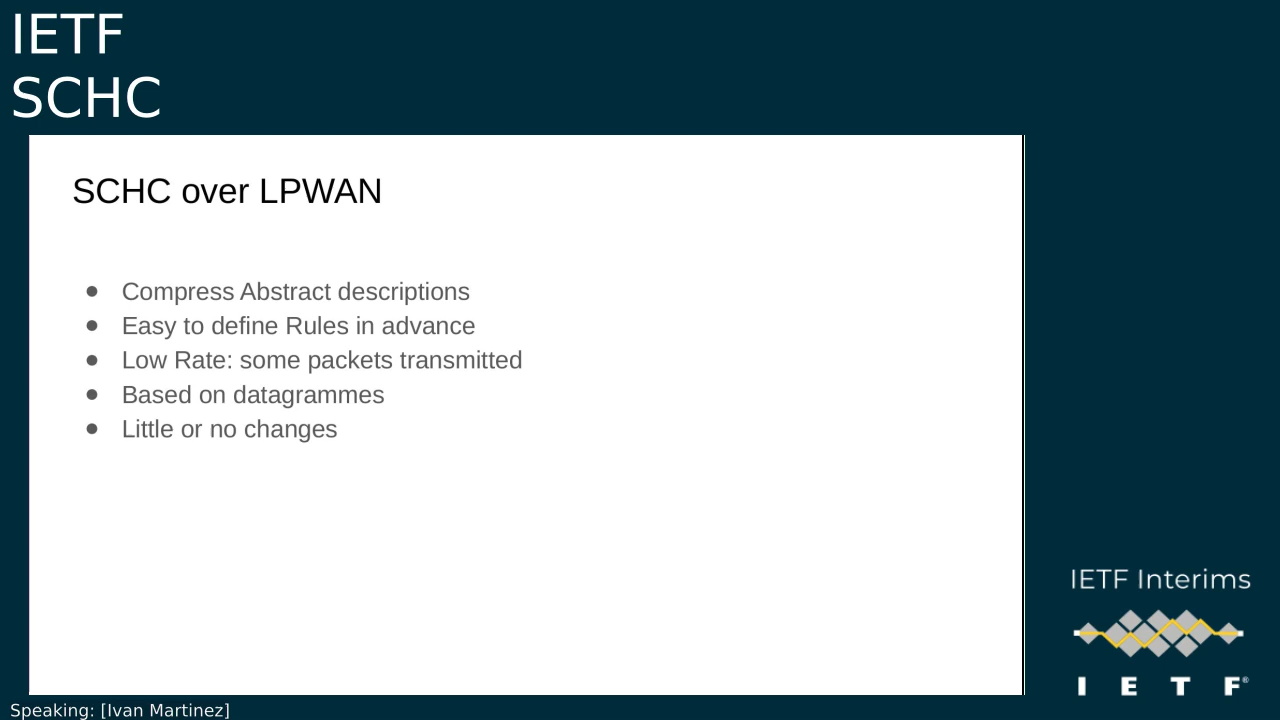 IETF
SCHC
SCHC over LPWAN
● Compress Abstract descriptions
● Easy to define Rules in advance
● Low Rate: some packets transmitted
● Based on datagrammes
● Little or no changes
IETF Interims
I E T F®
Speaking: [Ivan Martinez]